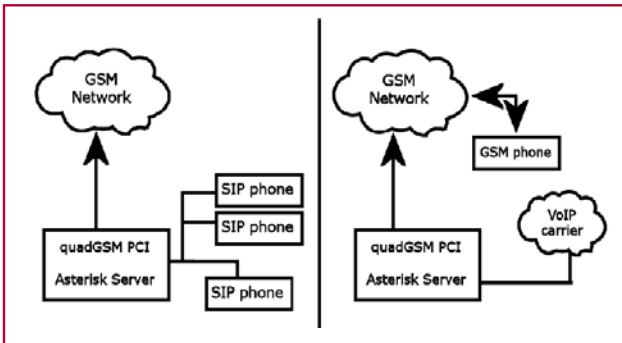 GSM
Network
SIP phone
SIP phone
quadGSM PCI
Asterisk Server
SIP phone
GSM
Network
GSM phone
VoIP
carrier
quadGSM PCI
Asterisk Server